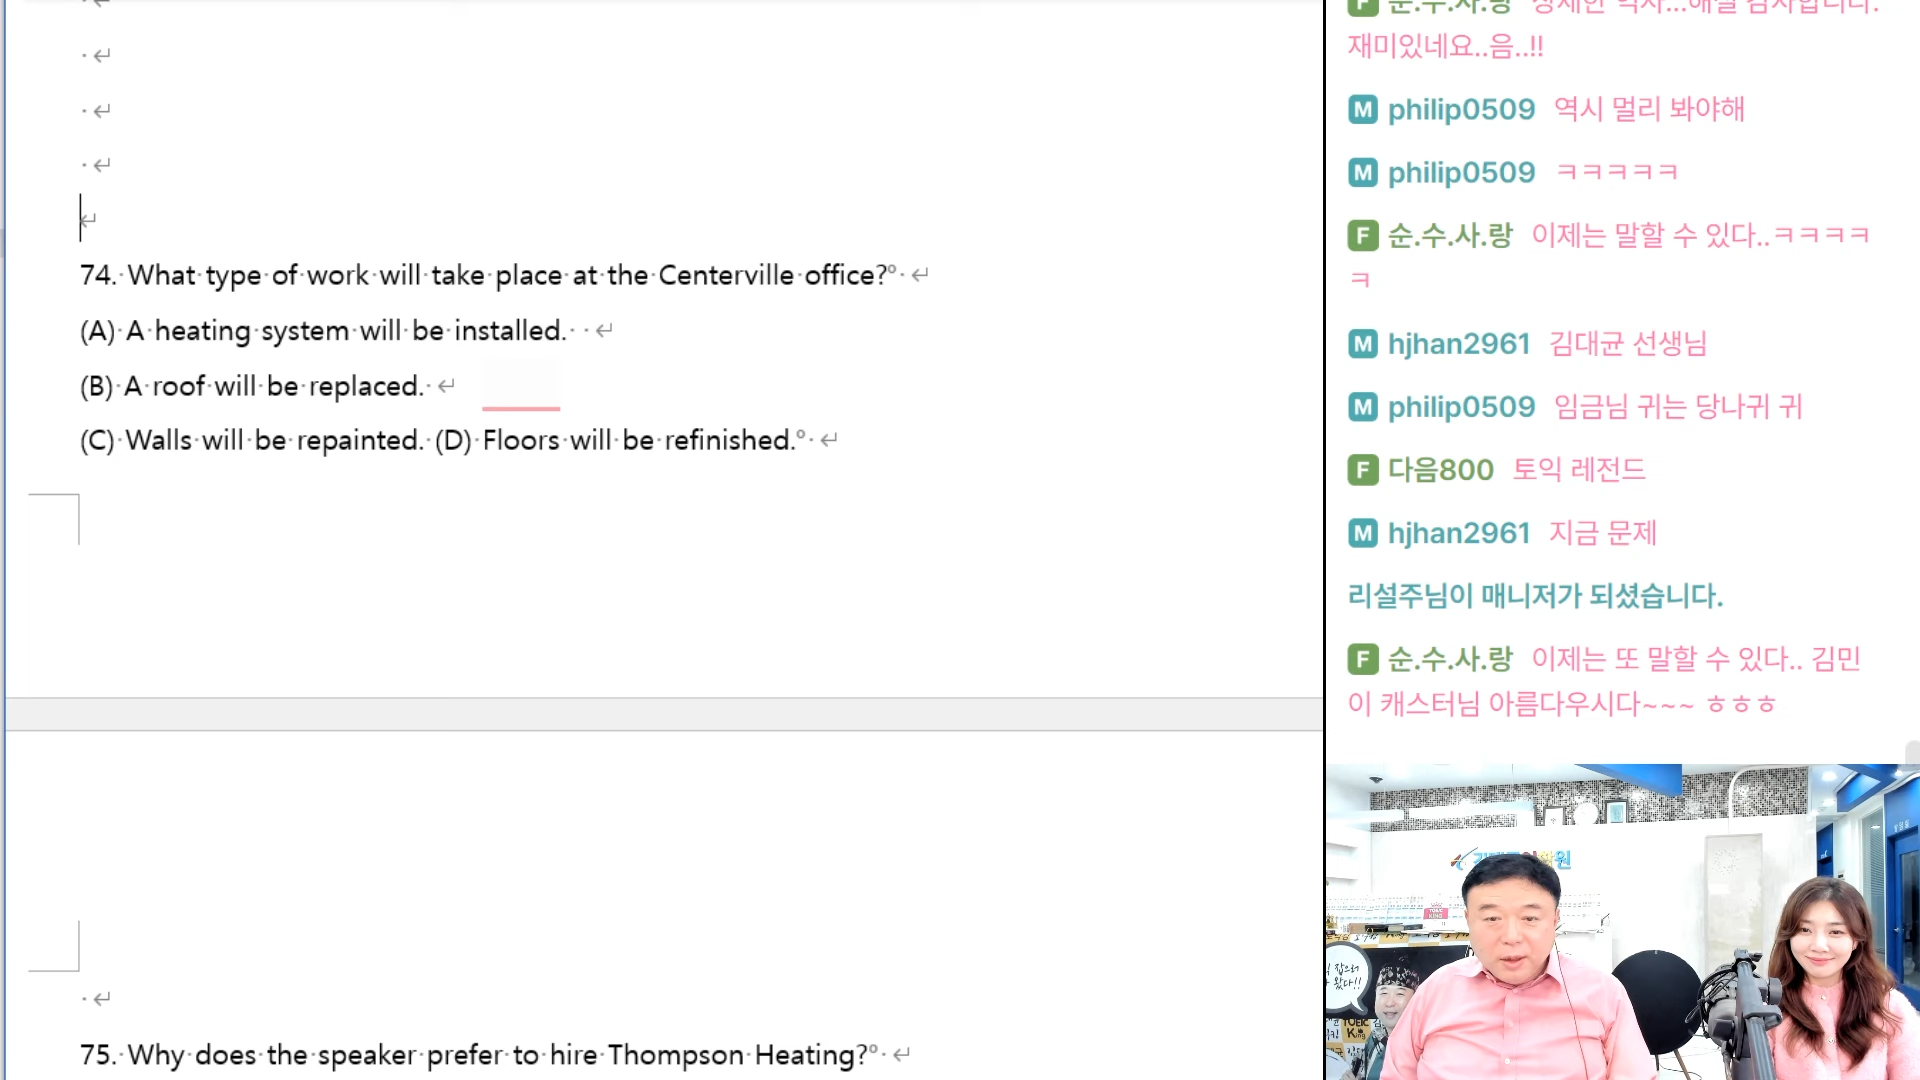 74. What type of work will take place at the Centerville office?
(A) A heating system will be installed.
(B) A roof will be replaced.
(C) Walls will be repainted. (D) Floors will be refinished.
75. Why does the speaker prefer to hire Thompson Heating?
F 순.수.사.랑
재미있네요..음..!!
M philip0509 역시 멀리 봐야해
M philip0509 ㅋㅋㅋㅋㅋ
F 순.수.사.랑 이제는 말할 수 있다..ㅋㅋㅋㅋ
ㅋ
M hjhan2961 김대균 선생님
M philip0509 임금님 귀는 당나귀 귀
F 다음800 토익 레전드
M hjhan2961 지금 문제
리설주님이 매니저가 되셨습니다.
F 순.수.사.랑 이제는 또 말할 수 있다.. 김민
이 캐스터님 아름다우시다~~~ ㅎㅎㅎ
TOEIC
KING